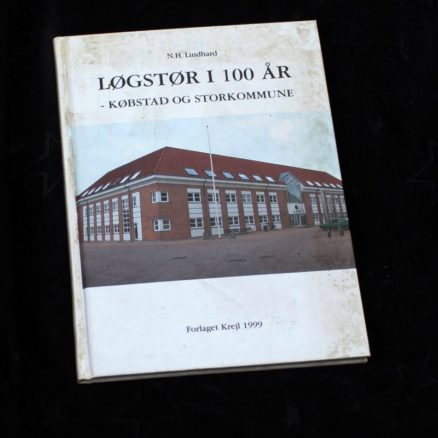 N.H. Lindhard
LØGSTØR I 100 ÅR
- KØBSTAD OG STORKOMMUNE
Forlaget Krejl 1999